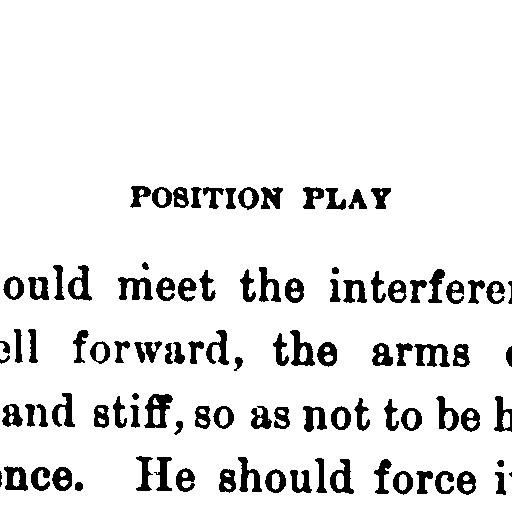 POSITION PLAY
ould meet the interferen
ell forward, the arms
and stiff, so as not to be h
ence. He should force i